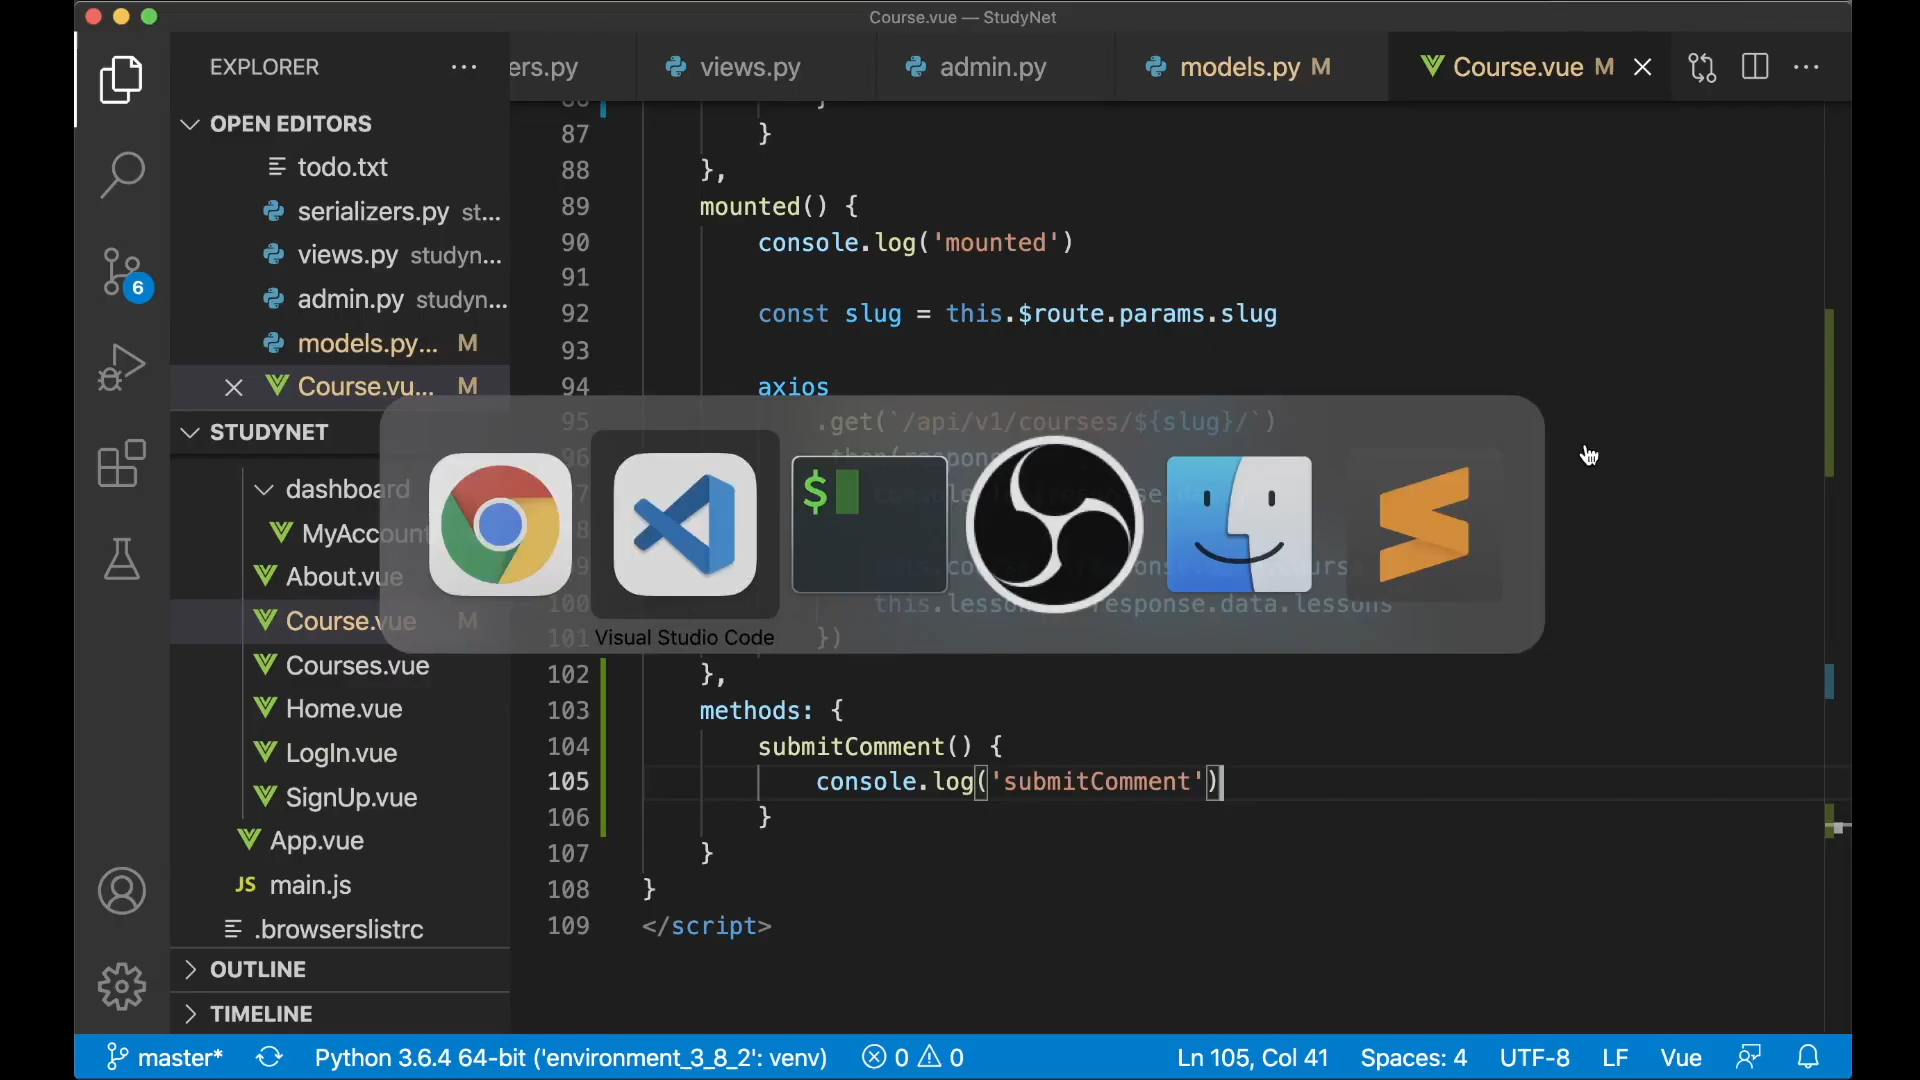 Course.vue — StudyNet
EXPLORER
ers.py
views.py
admin.py
models.py M
Course.vue M
OPEN EDITORS
todo.txt
serializers.py st...
views.py studyn...
admin.py studyn...
models.py... M
Course.vu... M
STUDYNET
dashboard
MyAccount
About.vue
Course.vue M
Courses.vue
Home.vue
LogIn.vue
SignUp.vue
App.vue
main.js
.browserslistrc
OUTLINE
TIMELINE
87 }
88 },
89 mounted() {
90 console.log('mounted')
91
92 const slug = this.$route.params.slug
93
94 axios
95 .get(`/api/v1/courses/${slug}/`)
100 this.lesson response.data.lessons
101 })
102 },
103 methods: {
104 submitComment() {
105 console.log('submitComment')
106 }
107 }
108 }
109 </script>
$
Visual Studio Code
6
master*
Python 3.6.4 64-bit ('environment_3_8_2': venv)
0
0
Ln 105, Col 41
Spaces: 4
UTF-8
LF
Vue